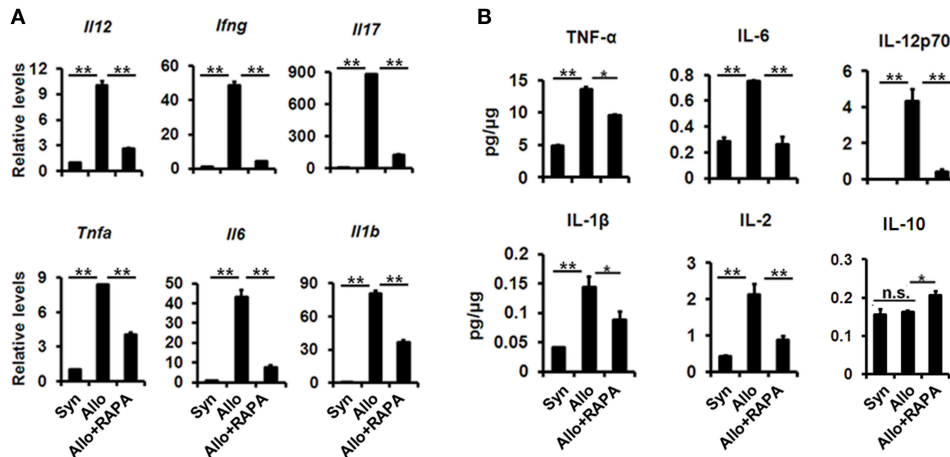 A
B
Il12
Ifng
Il17
TNF-α
IL-6
IL-12p70
** **
** **
** **
** *
** **
** **
Relative levels
12
9
6
3
0
60
40
20
0
900
600
300
0
pg/µg
15
10
5
0
0.8
0.6
0.4
0.2
0
6
4
2
0
Tnfa
Il6
Il1b
IL-1β
IL-2
IL-10
** **
** **
** **
** *
** **
n.s. *
Relative levels
9
6
3
0
50
40
30
20
10
0
90
60
30
0
pg/µg
0.2
0.15
0.1
0.05
0
3
2
1
0
0.3
0.2
0.1
0
Syn Allo Allo+RAPA
Syn Allo Allo+RAPA
Syn Allo Allo+RAPA
Syn Allo Allo+RAPA
Syn Allo Allo+RAPA
Syn Allo Allo+RAPA